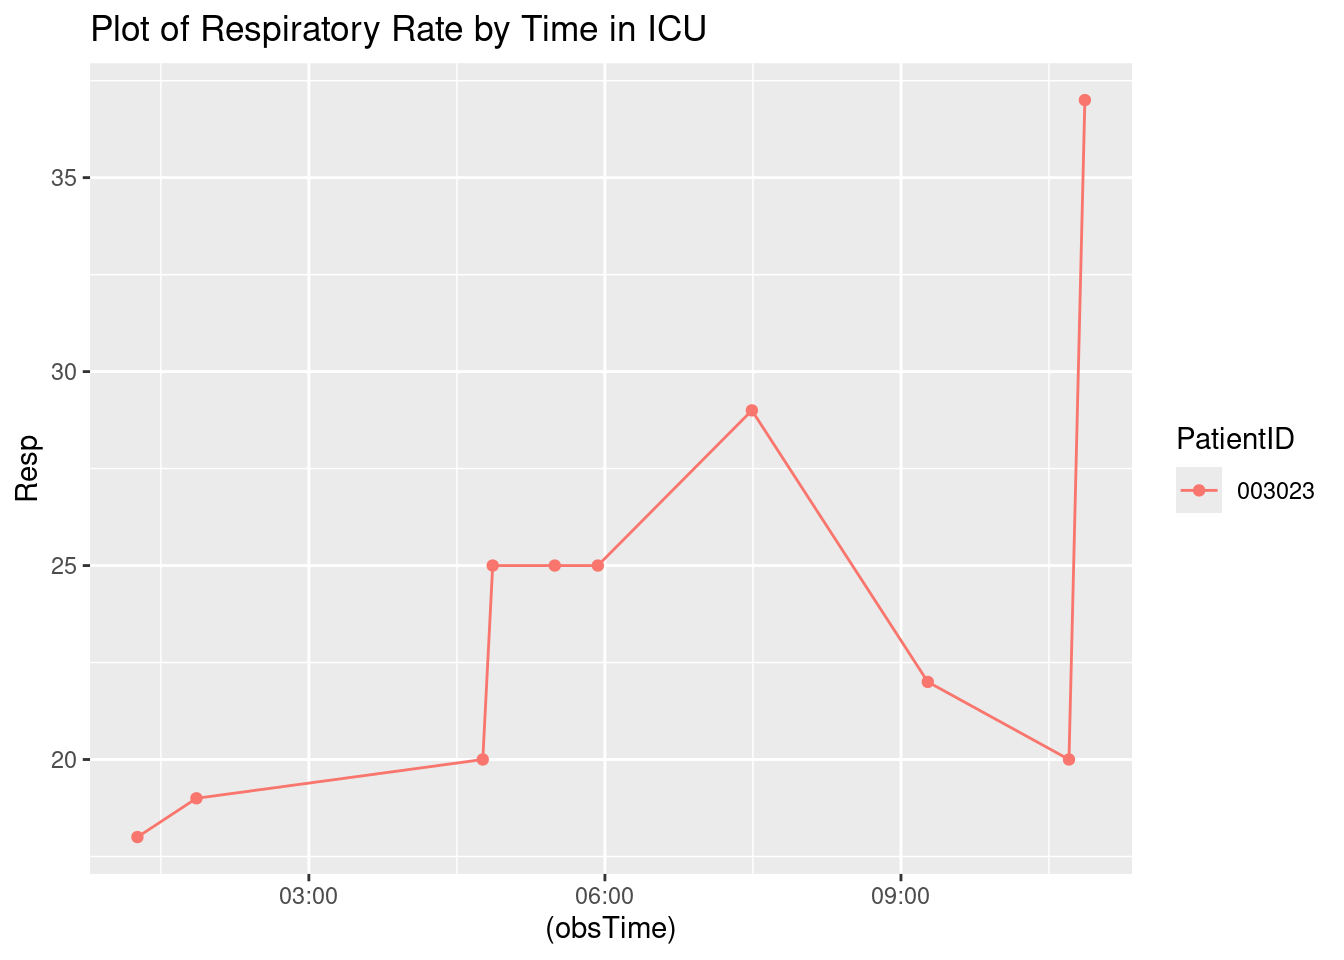 Plot of Respiratory Rate by Time in ICU
35
30
25
20
Resp
03:00
06:00
09:00
(obsTime)
PatientID
003023